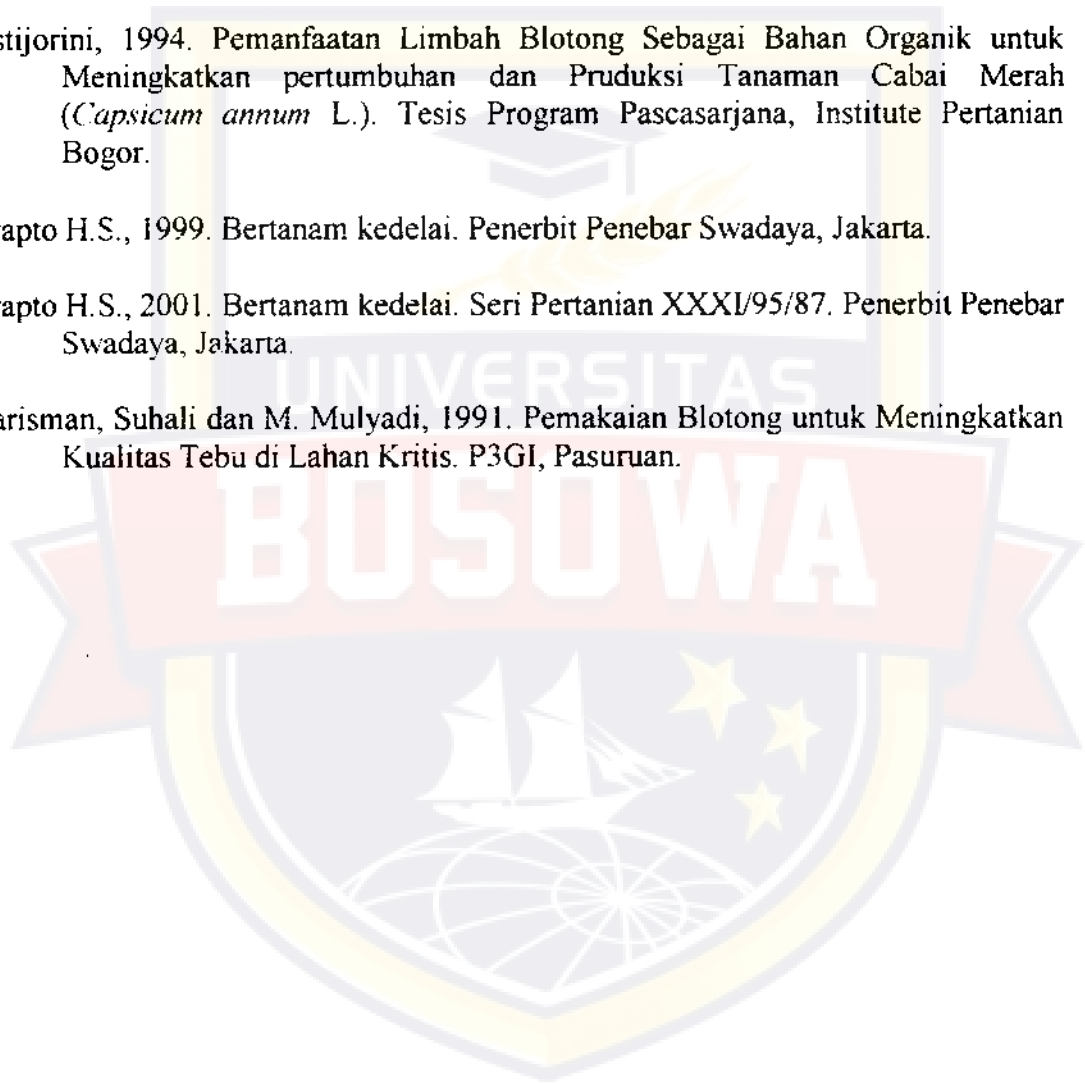 stijorini, 1994. Pemanfaatan Limbah Blotong Sebagai Bahan Organik untuk
Meningkatkan pertumbuhan dan Pruduksi Tanaman Cabai Merah
(Capsicum annum L.). Tesis Program Pascasarjana, Institute Pertanian
Bogor.
apto H.S., 1999. Bertanam kedelai. Penerbit Penebar Swadaya, Jakarta.
apto H.S., 2001. Bertanam kedelai. Seri Pertanian XXXI/95/87. Penerbit Penebar
Swadaya, Jakarta.
UNIVERSITAS
arisman, Suhali dan M. Mulyadi, 1991. Pemakaian Blotong untuk Meningkatkan
Kualitas Tebu di Lahan Kritis. P3GI, Pasuruan.
BOSOWA